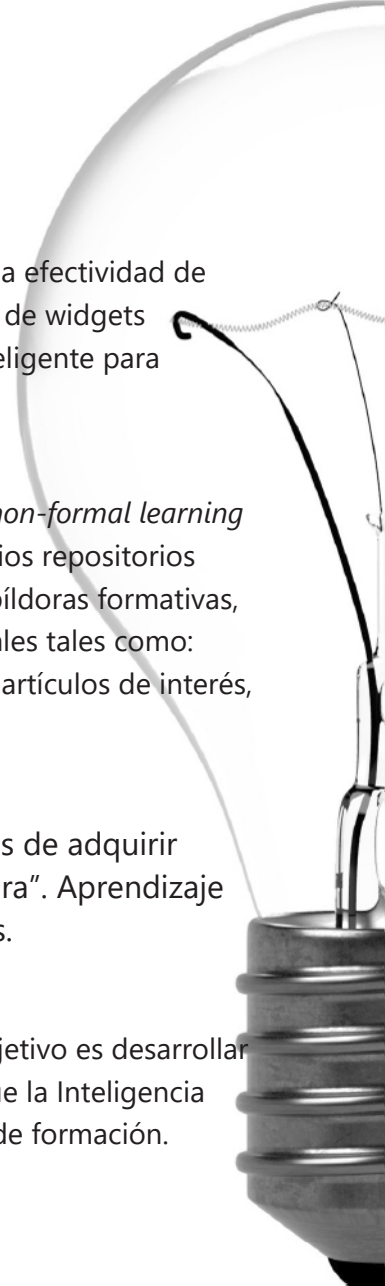 a efectividad de
de widgets
eligente para
non-formal learning
ios repositorios
píldoras formativas,
ales tales como:
artículos de interés,
s de adquirir
ra”. Aprendizaje
s.
jetivo es desarrollar
ue la Inteligencia
de formación.